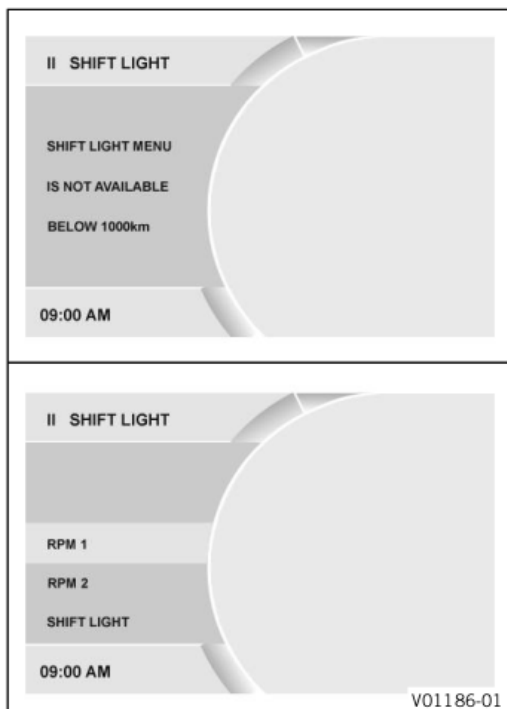 II SHIFT LIGHT
SHIFT LIGHT MENU
IS NOT AVAILABLE
BELOW 1000km
09:00 AM
II SHIFT LIGHT
RPM 1
RPM 2
SHIFT LIGHT
09:00 AM
V01186-01